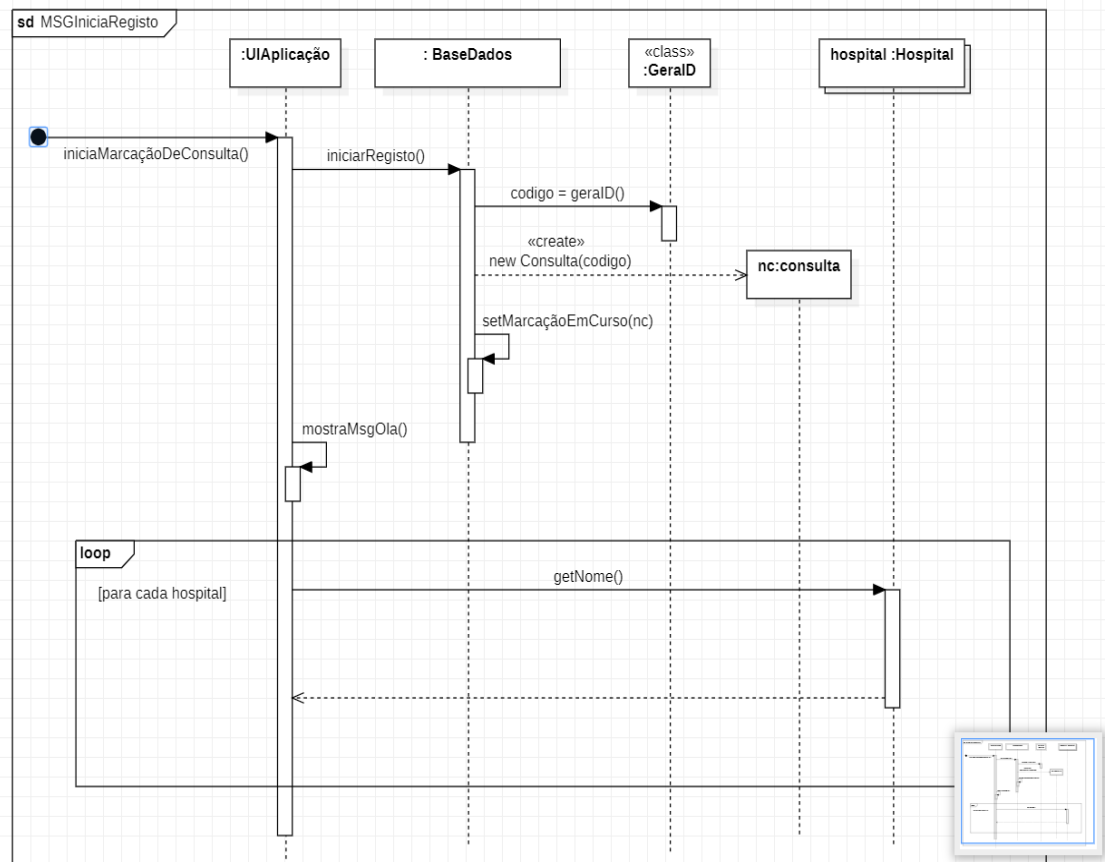 sd MSGIniciaRegisto
:UIAplicação
: BaseDados
«class»
:GeraID
hospital :Hospital
iniciaMarcaçãoDeConsulta()
iniciarRegisto()
codigo = geraID()
«create»
new Consulta(codigo)
nc:consulta
setMarcaçãoEmCurso(nc)
mostraMsgOla()
loop
getNome()
[para cada hospital]